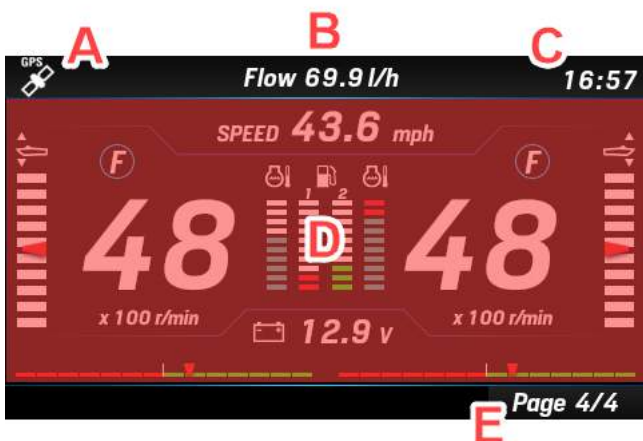 A
B
C
GPS
Flow 69.9 l/h
16:57
SPEED 43.6 mph
F
F
1
2
48
D
48
x 100 r/min
x 100 r/min
12.9 v
Page 4/4
E